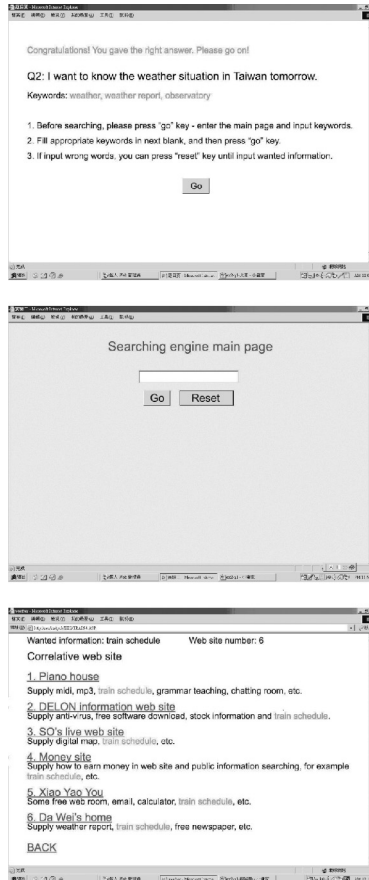 Congratulations! You gave the right answer. Please go on!
Q2: I want to know the weather situation in Taiwan tomorrow.
Keywords: weather, weather report, observatory
1. Before searching, please press "go" key - enter the main page and input keywords.
2. Fill appropriate keywords in next blank, and then press "go" key.
3. If input wrong words, you can press "reset" key until input wanted information.
Go
Searching engine main page
Go Reset
Wanted information: train schedule Web site number: 6
Correlative web site
1. Piano house
Supply midi, mp3, train schedule, grammar teaching, chatting room, etc.
2. DELON information web site
Supply anti-virus, free software download, stock information and train schedule.
3. SO's live web site
Supply digital map, train schedule, etc.
4. Money site
Supply how to earn money in web site and public information searching, for example
train schedule, etc.
5. Xiao Yao You
Some free web room, email, calculator, train schedule, etc.
6. Da Wei's home
Supply weather report, train schedule, free newspaper, etc.
BACK